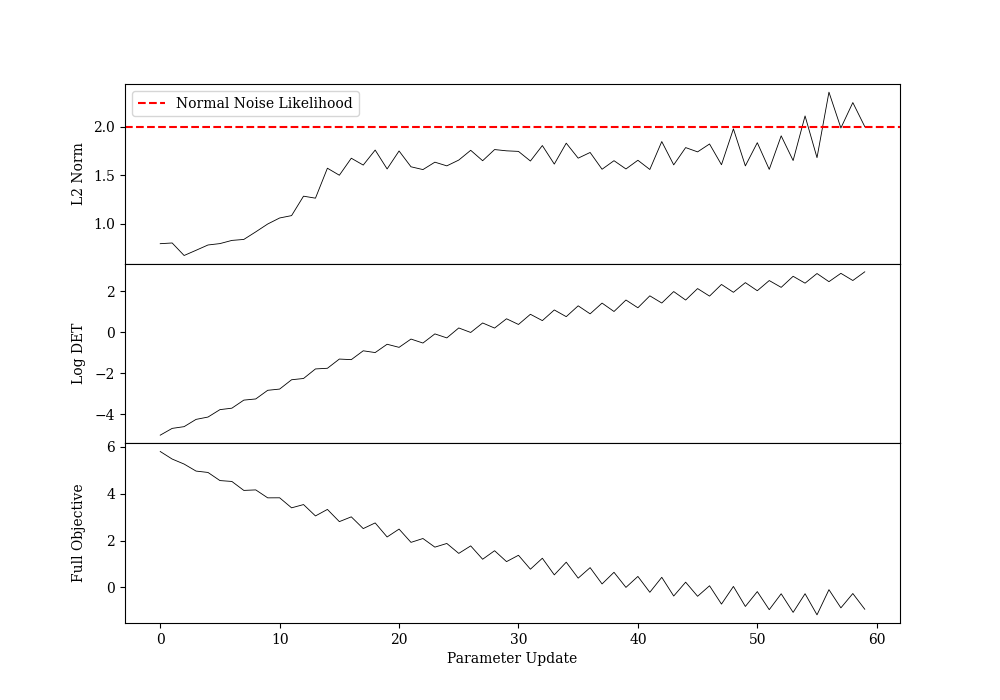 Normal Noise Likelihood
2.0
1.5
1.0
L2 Norm
2
0
−2
−4
Log DET
6
4
2
0
Full Objective
0 10 20 30 40 50 60
Parameter Update